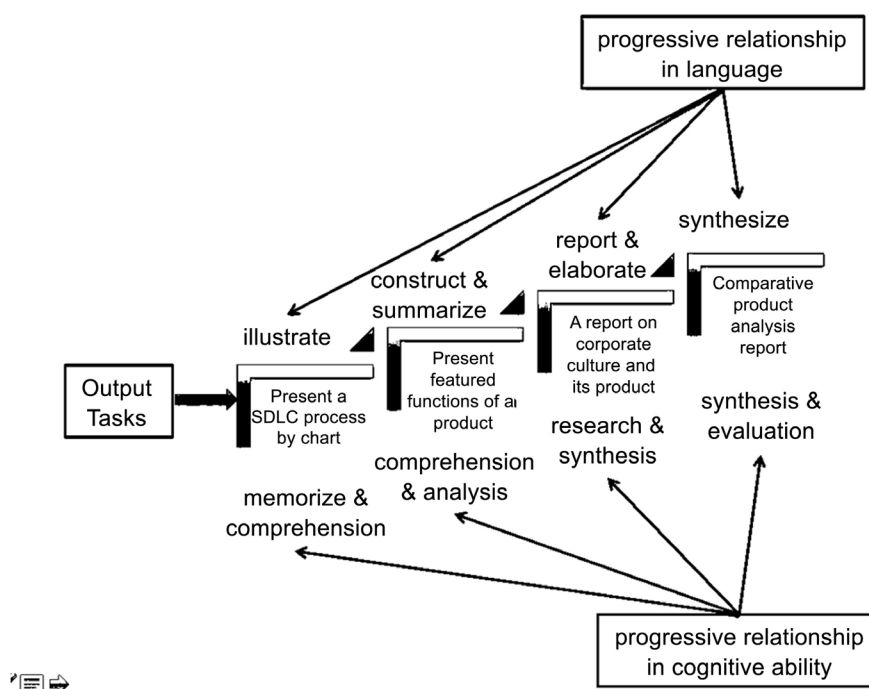 progressive relationship
in language
synthesize
report &
elaborate
construct &
summarize
illustrate
Comparative
product
analysis
report
A report on
corporate
culture and
its product
Present
featured
functions of a
product
Present a
SDLC process
by chart
Output
Tasks
synthesis &
evaluation
research &
synthesis
comprehension
& analysis
memorize &
comprehension
progressive relationship
in cognitive ability